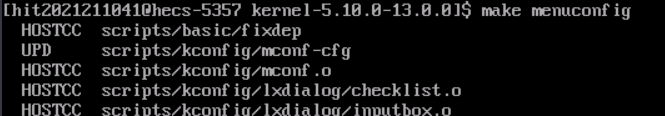 [hit2021211041@hecs-5357 kernel-5.10.0-13.0.0]$ make menuconfig
HOSTCC scripts/basic/fixdep
UPD scripts/kconfig/mconf-cfg
HOSTCC scripts/kconfig/mconf.o
HOSTCC scripts/kconfig/lxdialog/checklist.o
HOSTCC scripts/kconfig/lxdialog/inputbox.o